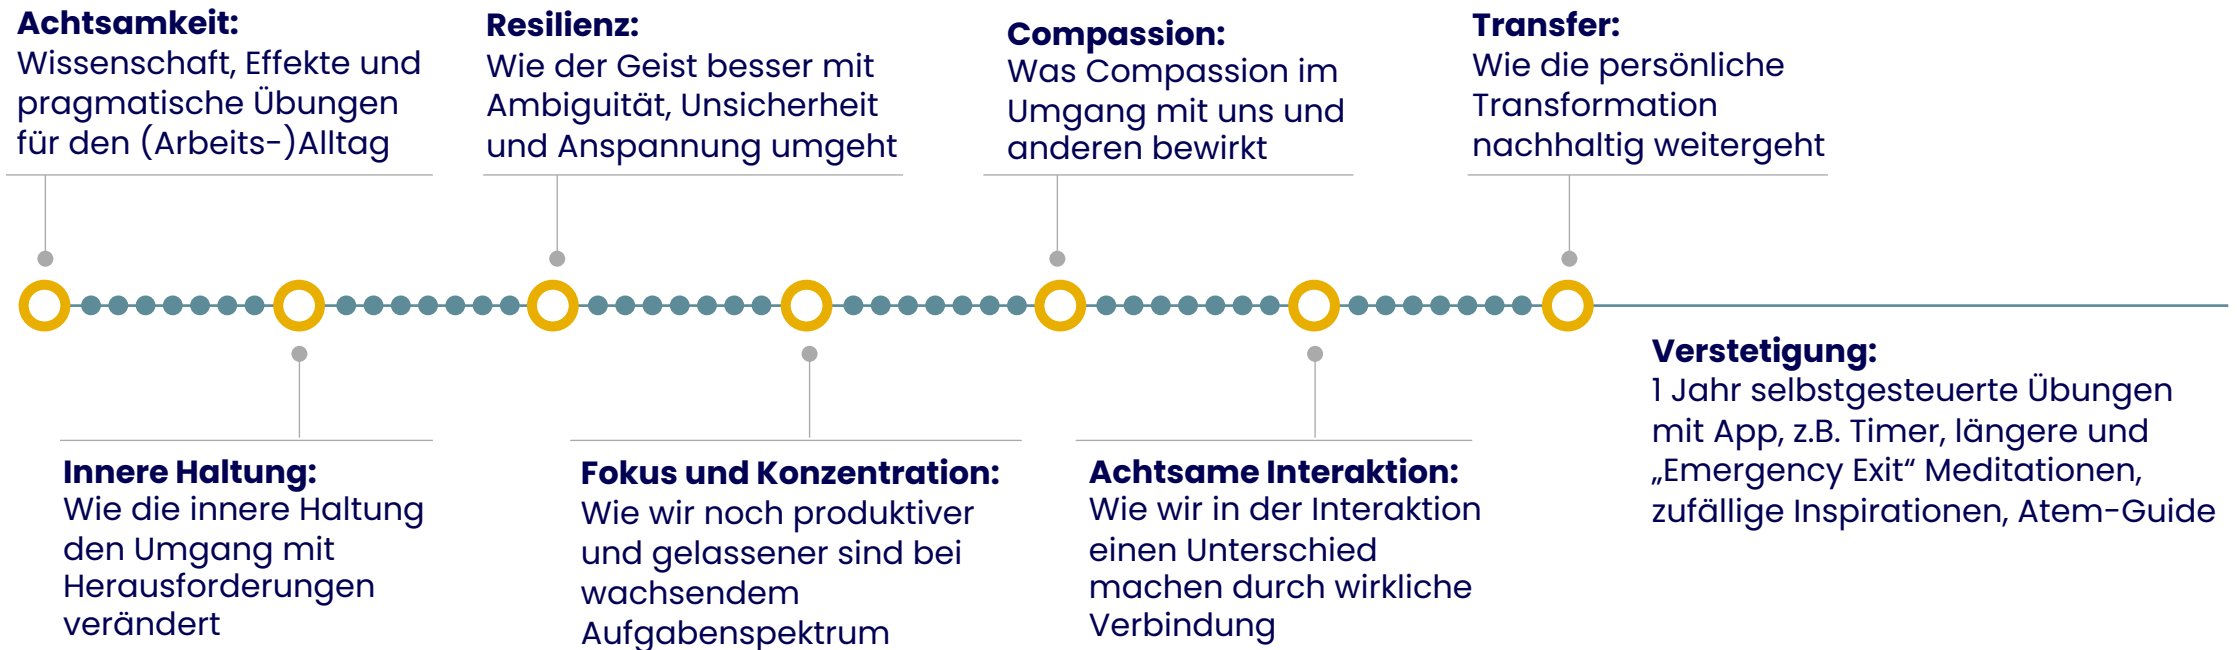 Achtsamkeit:
Wissenschaft, Effekte und
pragmatische Übungen
für den (Arbeits-)Alltag
Innere Haltung:
Wie die innere Haltung
den Umgang mit
Herausforderungen
verändert
Resilienz:
Wie der Geist besser mit
Ambiguität, Unsicherheit
und Anspannung umgeht
Fokus und Konzentration:
Wie wir noch produktiver
und gelassener sind bei
wachsendem
Aufgabenspektrum
Compassion:
Was Compassion im
Umgang mit uns und
anderen bewirkt
Achtsame Interaktion:
Wie wir in der Interaktion
einen Unterschied
machen durch wirkliche
Verbindung
Transfer:
Wie die persönliche
Transformation
nachhaltig weitergeht
Verstetigung:
1 Jahr selbstgesteuerte Übungen
mit App, z.B. Timer, längere und
„Emergency Exit“ Meditationen,
zufällige Inspirationen, Atem-Guide